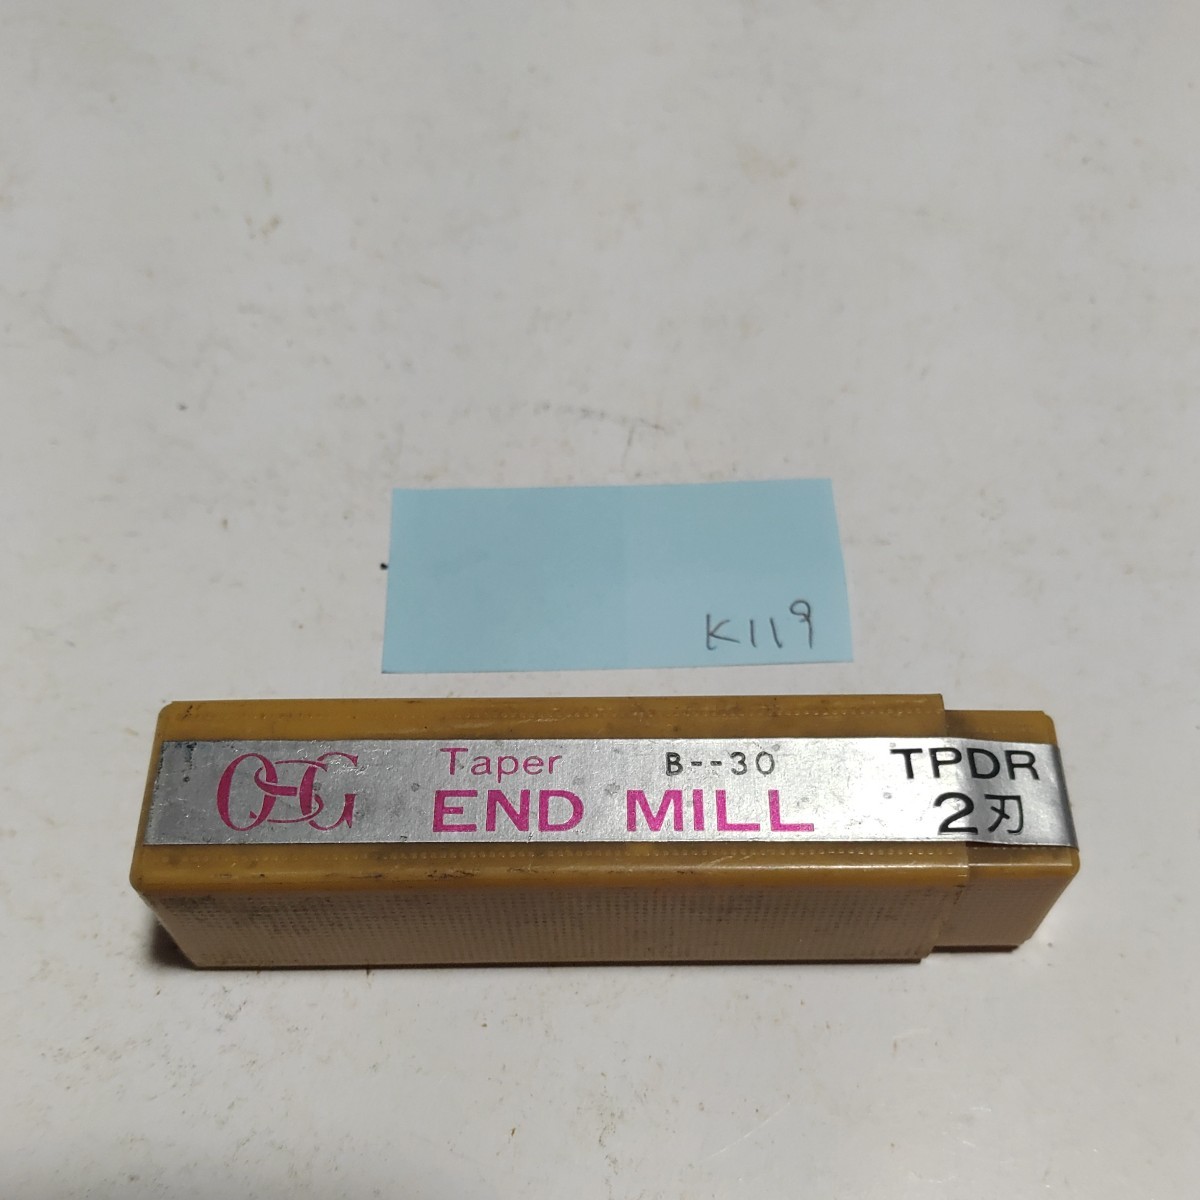 K119
OSG Taper B--30 TPDR
END MILL 2刃